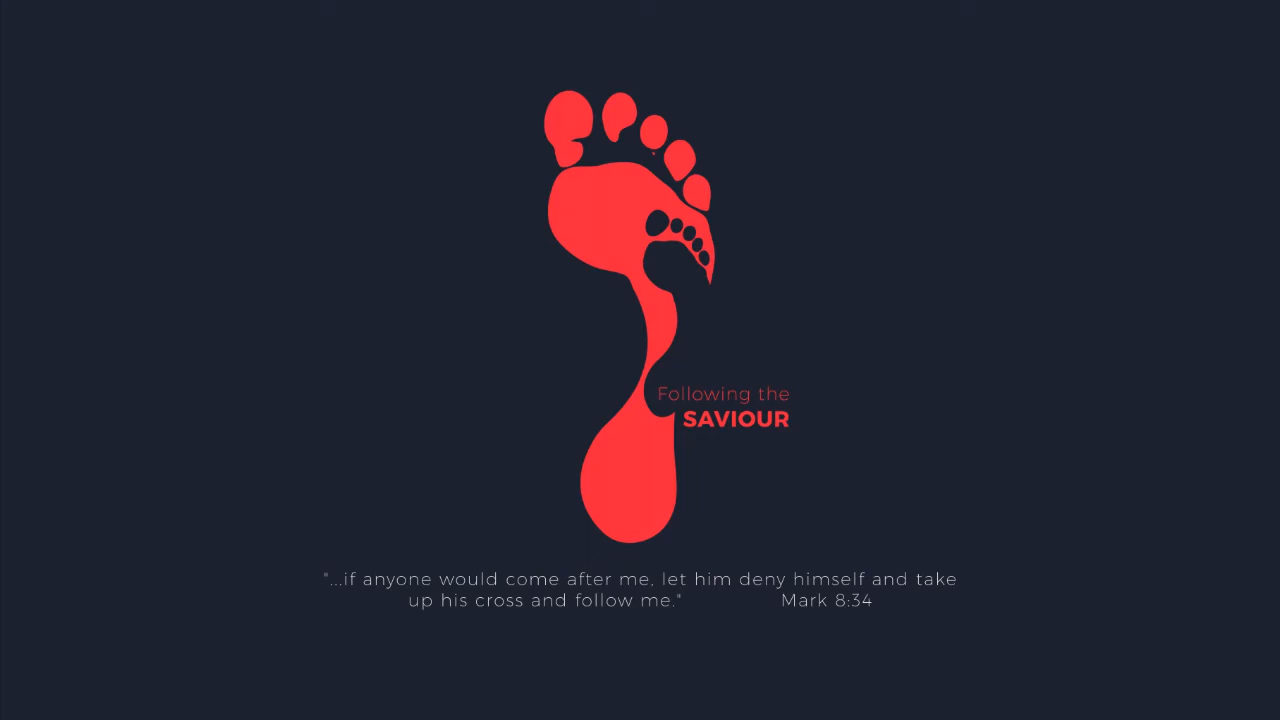 Following the
SAVIOUR
"...if anyone would come after me, let him deny himself and take
up his cross and follow me." Mark 8:34